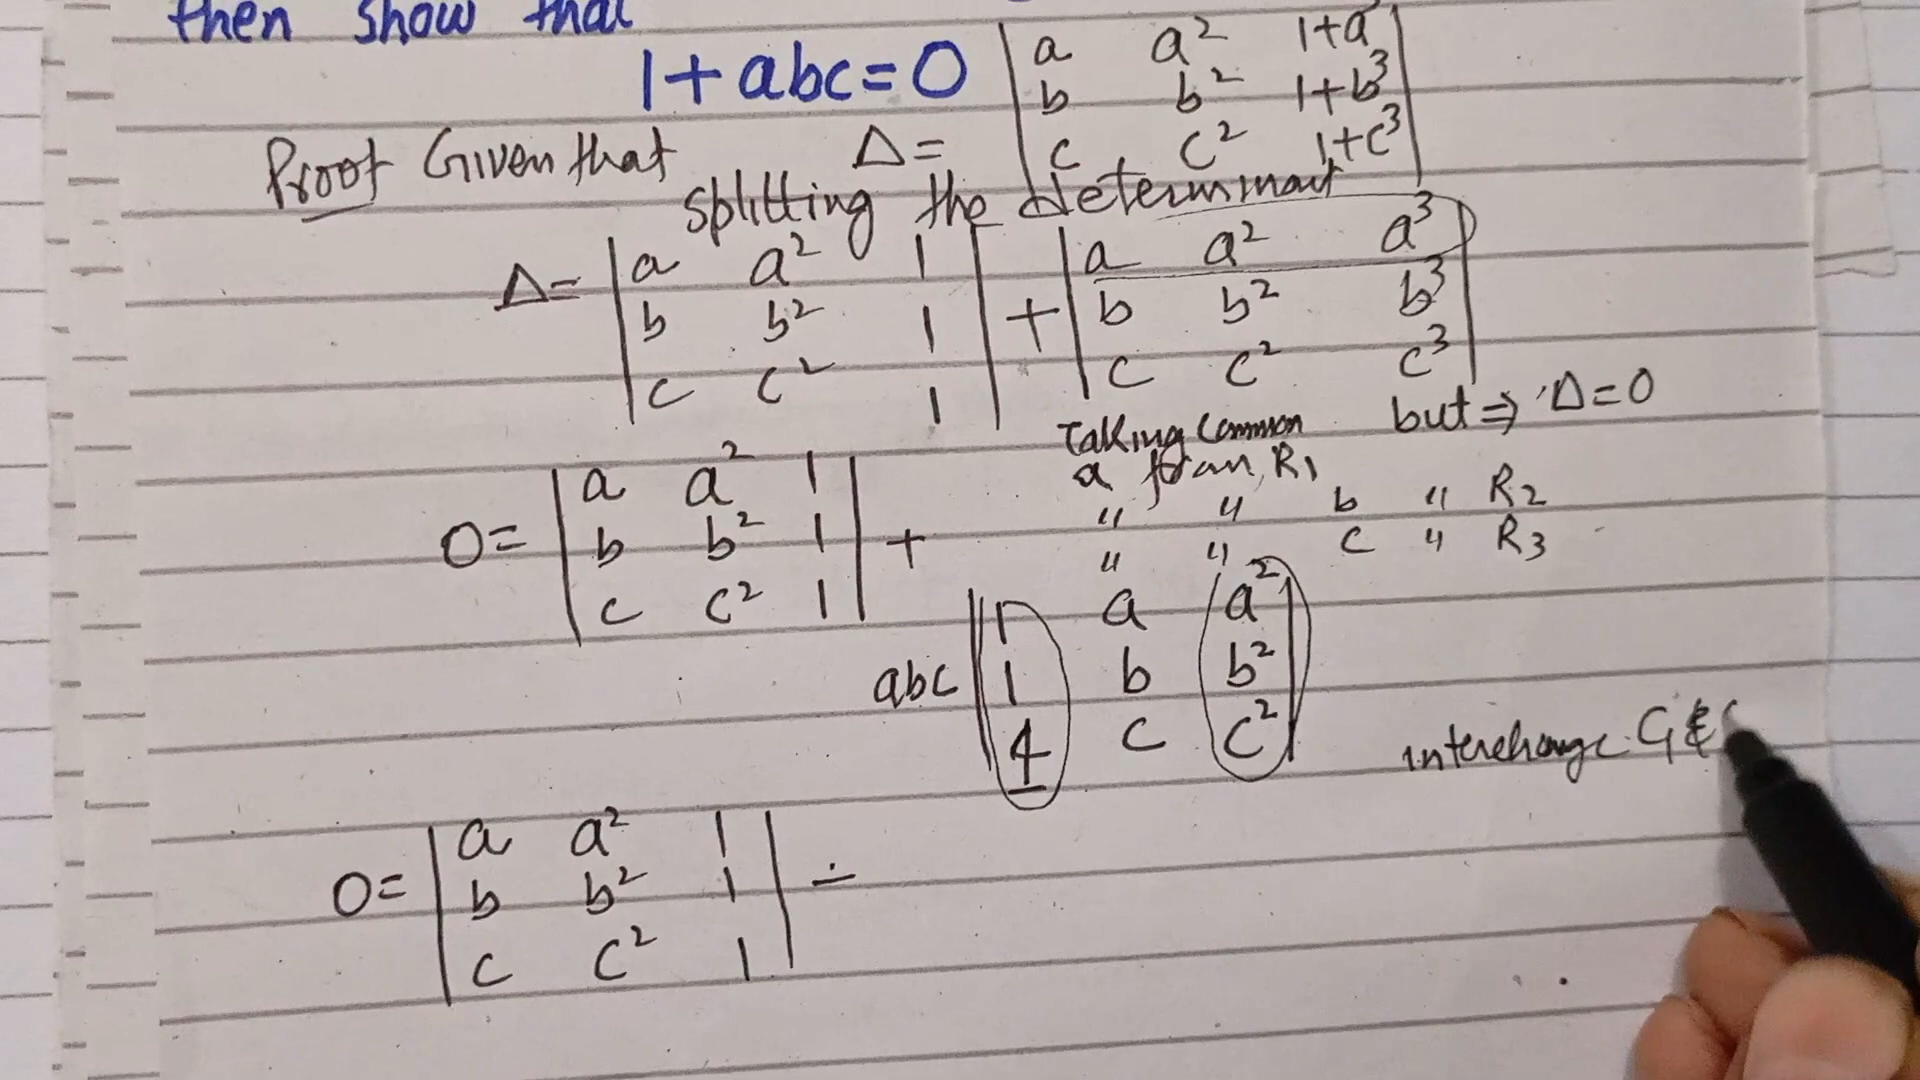 then show that
1+abc=0
a a² 1+a³
b b² 1+b³
c c² 1+c³
Proof Given that Δ=
splitting the determinant
Δ= | a a² 1 | + | a a² a³ |
| b b² 1 | | b b² b³ |
| c c² 1 | | c c² c³ |
Taking Common but ⇒ Δ=0
a from R1
" " b " R2
" " c " R3
0= | a a² 1 | +
| b b² 1 |
| c c² 1 |
abc | 1 a a² |
| 1 b b² |
| 1 c c² |
interchange C1 &
0= | a a² 1 | -
| b b² 1 |
| c c² 1 |